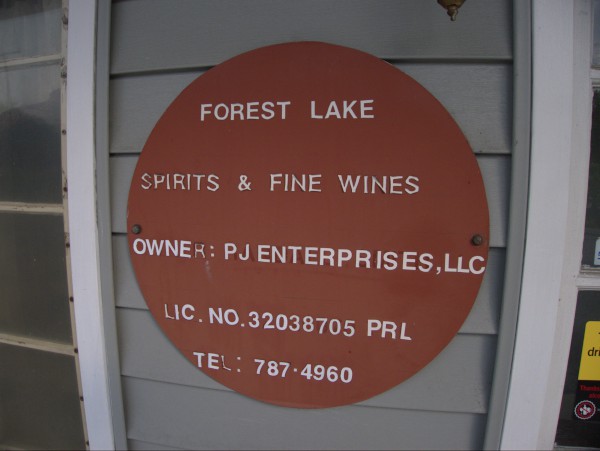 FOREST LAKE
SPIRITS & FINE WINES
OWNER: PJ ENTERPRISES, LLC
LIC. NO. 32038705 PRL
TEL: 787·4960